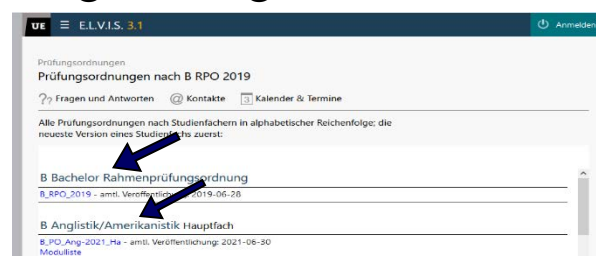 UE ☰ E.L.V.I.S. 3.1 Anmelden
Prüfungsordnungen
Prüfungsordnungen nach B RPO 2019
?? Fragen und Antworten @ Kontakte 3 Kalender & Termine
Alle Prüfungsordnungen nach Studienfächern in alphabetischer Reichenfolge; die
neueste Version eines Studienfachs zuerst:
B Bachelor Rahmenprüfungsordnung
B_RPO_2019 - amtl. Veröffentlichung: 2019-06-28
B Anglistik/Amerikanistik Hauptfach
B_PO_Ang-2021_Ha - amtl. Veröffentlichung: 2021-06-30
Modulliste